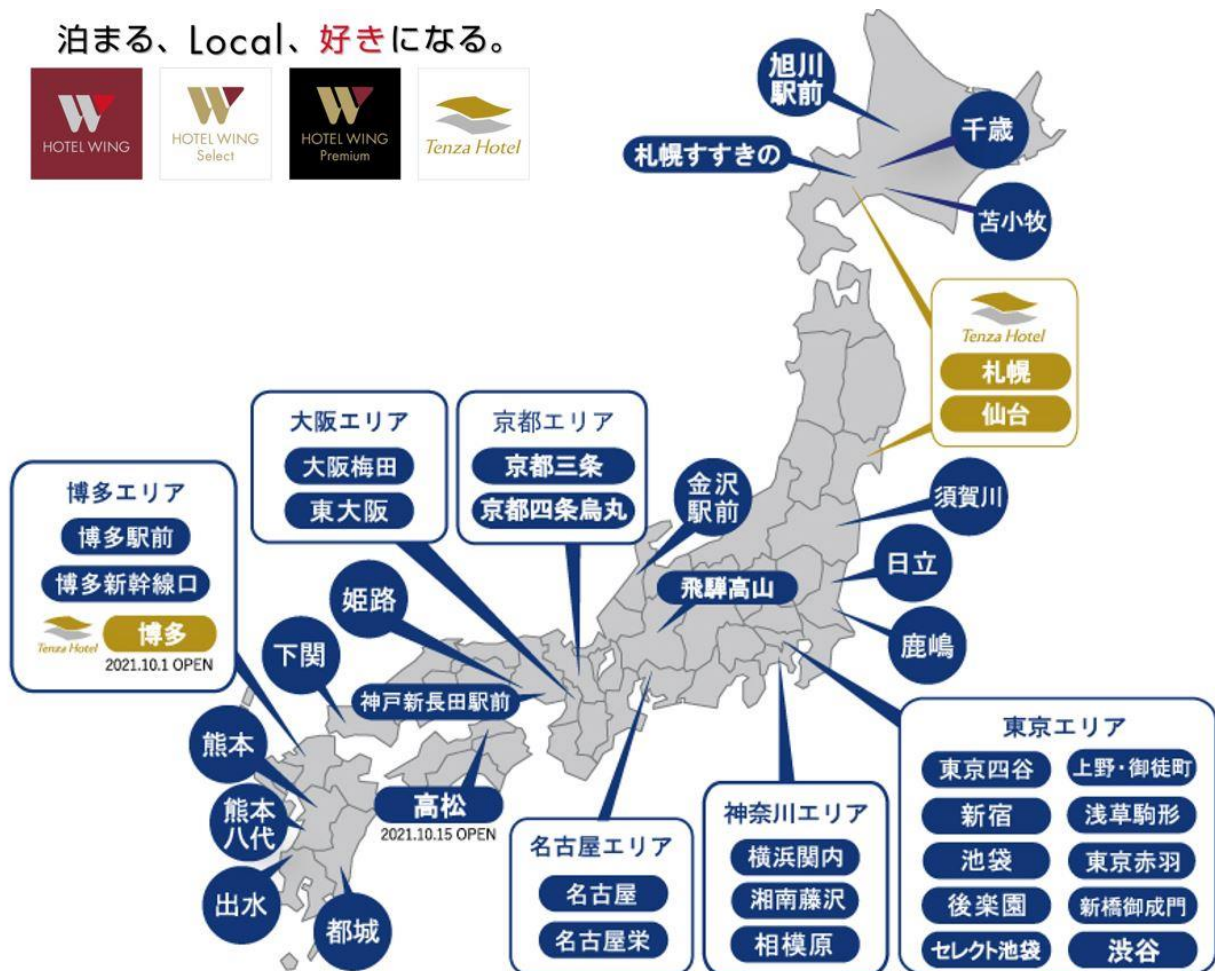 泊まる、Local、好きになる。
HOTEL WING
HOTEL WING
Select
HOTEL WING
Premium
Tenza Hotel
旭川
駅前
千歳
札幌すすきの
苫小牧
Tenza Hotel
札幌
仙台
大阪エリア
大阪梅田
東大阪
京都エリア
京都三条
京都四条烏丸
博多エリア
博多駅前
博多新幹線口
Tenza Hotel
博多
2021.10.1 OPEN
金沢
駅前
須賀川
日立
飛騨高山
鹿嶋
姫路
下関
神戸新長田駅前
熊本
熊本
八代
出水
都城
高松
2021.10.15 OPEN
名古屋エリア
名古屋
名古屋栄
神奈川エリア
横浜関内
湘南藤沢
相模原
東京エリア
東京四谷
上野・御徒町
新宿
浅草駒形
池袋
東京赤羽
後楽園
新橋御成門
セレクト池袋
渋谷